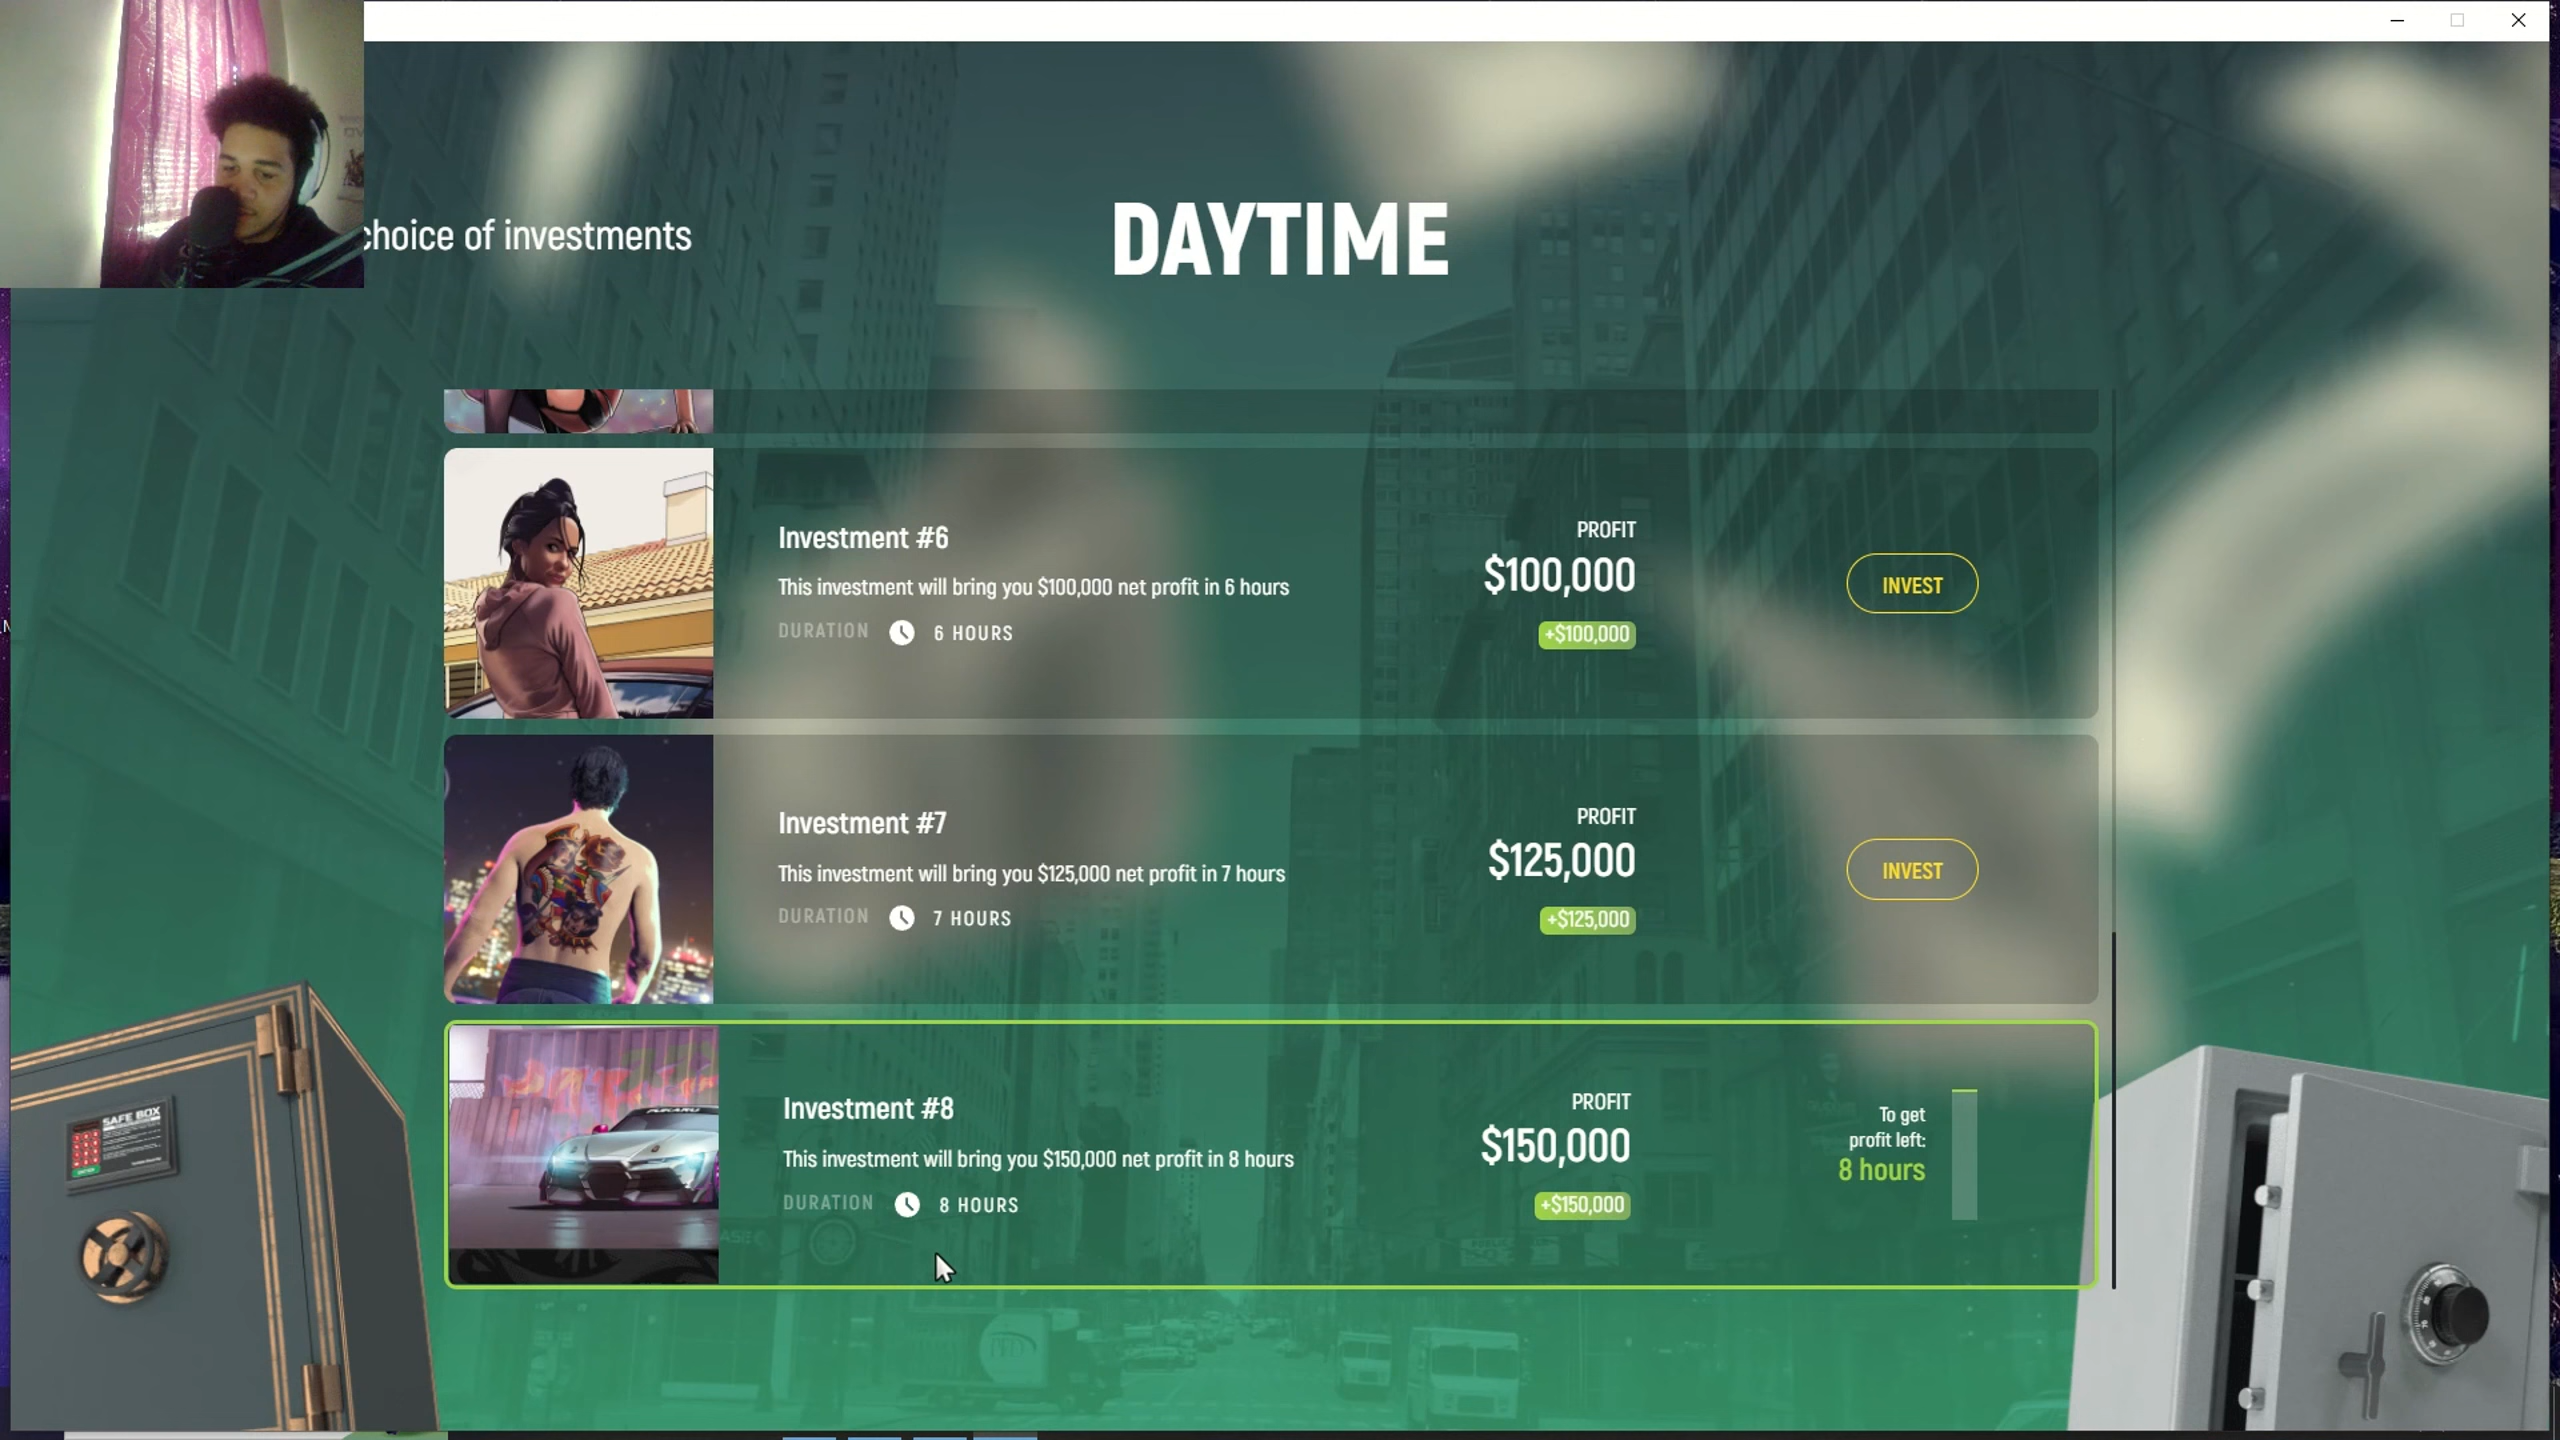 choice of investments
DAYTIME
Investment #6
This investment will bring you $100,000 net profit in 6 hours
DURATION 6 HOURS
PROFIT
$100,000
+$100,000
INVEST
Investment #7
This investment will bring you $125,000 net profit in 7 hours
DURATION 7 HOURS
PROFIT
$125,000
+$125,000
INVEST
Investment #8
This investment will bring you $150,000 net profit in 8 hours
DURATION 8 HOURS
PROFIT
$150,000
+$150,000
To get
profit left:
8 hours
SAFE BOX